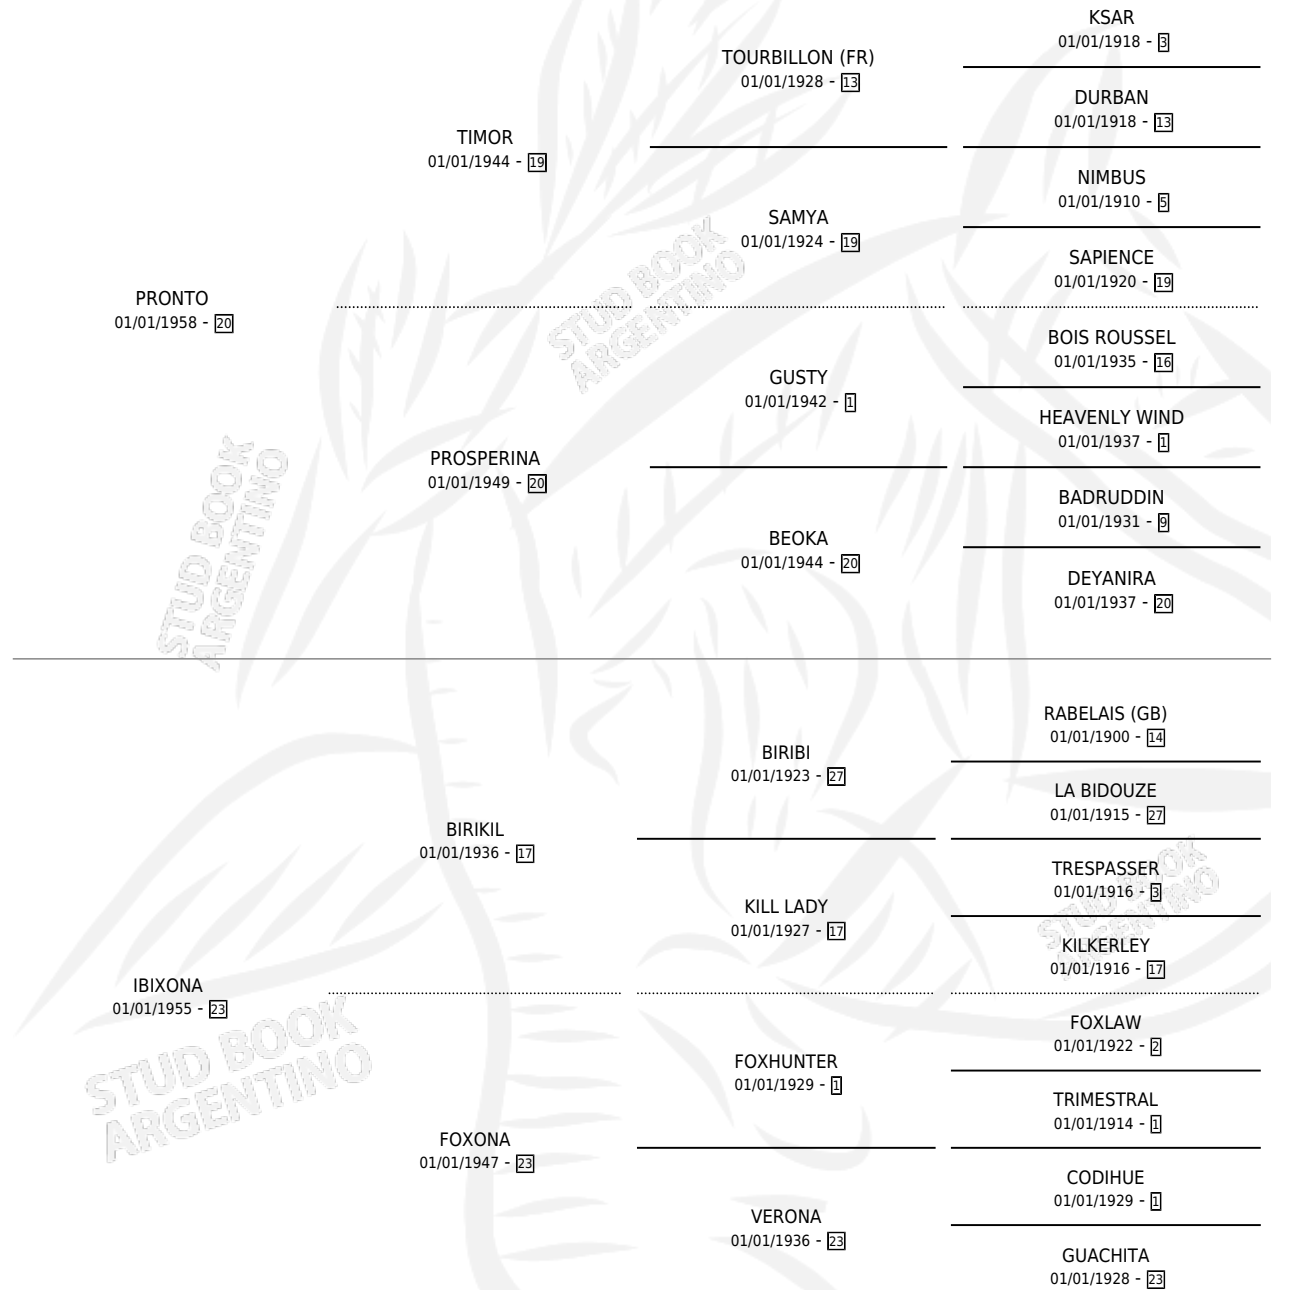 KSAR
01/01/1918 - 3
TOURBILLON (FR)
01/01/1928 - 13
DURBAN
01/01/1918 - 13
TIMOR
01/01/1944 - 19
NIMBUS
01/01/1910 - 5
SAMYA
01/01/1924 - 19
SAPIENCE
01/01/1920 - 19
PRONTO
01/01/1958 - 20
BOIS ROUSSEL
01/01/1935 - 16
GUSTY
01/01/1942 - 1
HEAVENLY WIND
01/01/1937 - 1
PROSPERINA
01/01/1949 - 20
BADRUDDIN
01/01/1931 - 9
BEOKA
01/01/1944 - 20
DEYANIRA
01/01/1937 - 20
RABELAIS (GB)
01/01/1900 - 14
BIRIBI
01/01/1923 - 27
LA BIDOUZE
01/01/1915 - 27
BIRIKIL
01/01/1936 - 17
TRESPASSER
01/01/1916 - 3
KILL LADY
01/01/1927 - 17
KILKERLEY
01/01/1916 - 17
IBIXONA
01/01/1955 - 23
FOXLAW
01/01/1922 - 2
FOXHUNTER
01/01/1929 - 1
TRIMESTRAL
01/01/1914 - 1
FOXONA
01/01/1947 - 23
CODIHUE
01/01/1929 - 1
VERONA
01/01/1936 - 23
GUACHITA
01/01/1928 - 23
STUD BOOK
ARGENTINO
STUD BOOK
ARGENTINO
STUD BOOK
ARGENTINO
STUD BOOK
ARGENTINO